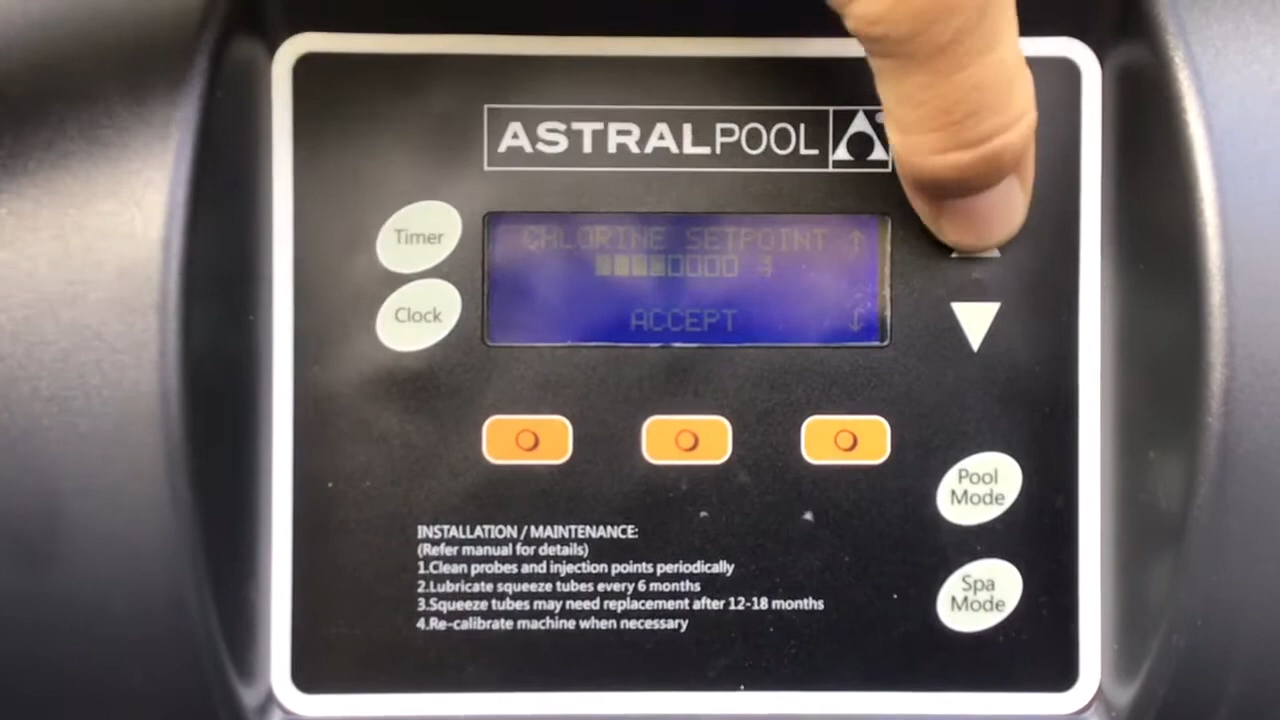 ASTRALPOOL
Timer
Clock
CHLORINE SETPOINT ↑
ACCEPT ↓
Pool
Mode
Spa
Mode
INSTALLATION / MAINTENANCE:
(Refer manual for details)
1.Clean probes and injection points periodically
2.Lubricate squeeze tubes every 6 months
3.Squeeze tubes may need replacement after 12-18 months
4.Re-calibrate machine when necessary